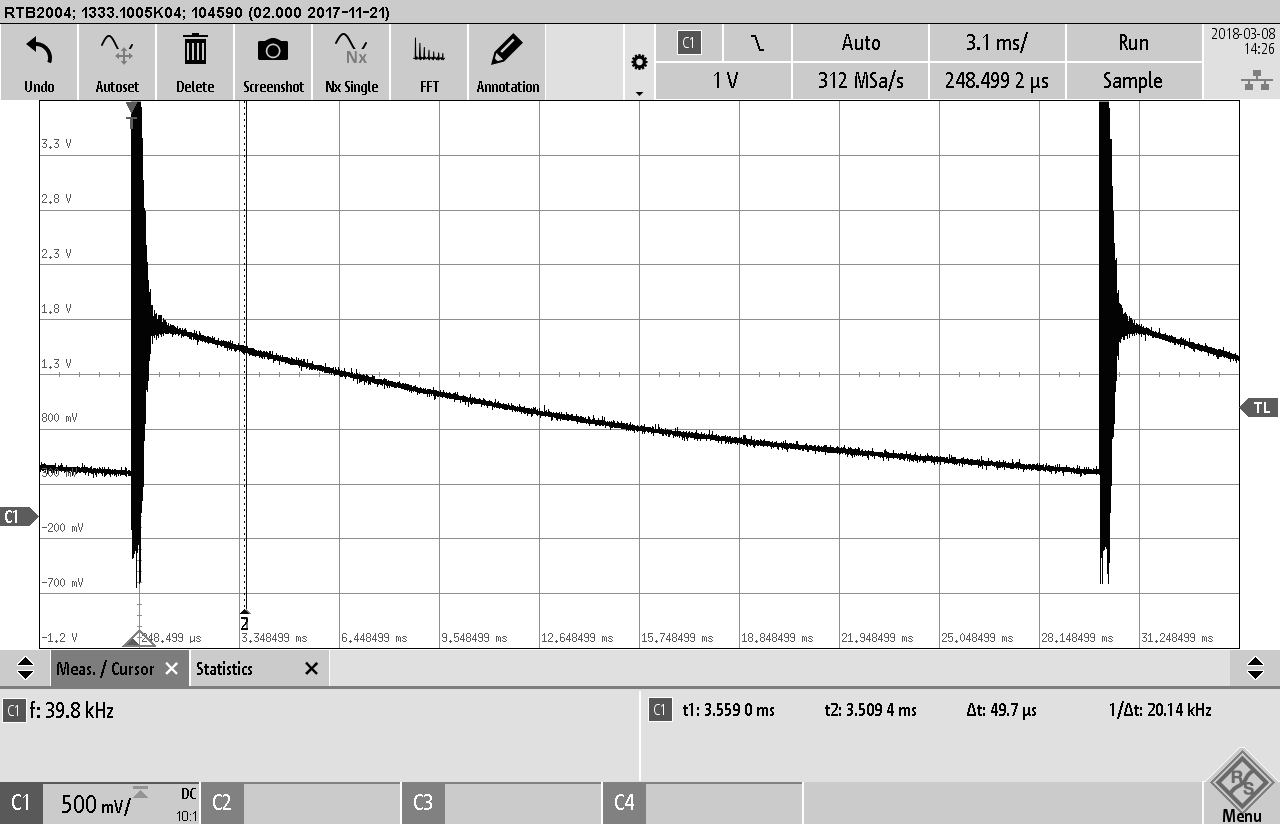 RTB2004; 1333.1005K04; 104590 (02.000 2017-11-21)
Undo Autoset Delete Screenshot Nx Single FFT Annotation
Nx
C1 Auto 3.1 ms/ Run
1 V 312 MSa/s 248.499 2 µs Sample
2018-03-08
14:26
T
3.3 V
2.8 V
2.3 V
1.8 V
1.3 V
800 mV
TL
C1
-200 mV
-700 mV
2
-1.2 V 248.499 µs 3.348499 ms 6.448499 ms 9.548499 ms 12.648499 ms 15.748499 ms 18.848499 ms 21.948499 ms 25.048499 ms 28.148499 ms 31.248499 ms
Meas. / Cursor Statistics
C1 f: 39.8 kHz
C1 t1: 3.559 0 ms t2: 3.509 4 ms Δt: 49.7 µs 1/Δt: 20.14 kHz
C1 500 mV/ DC 10:1 C2 C3 C4
R S
Menu